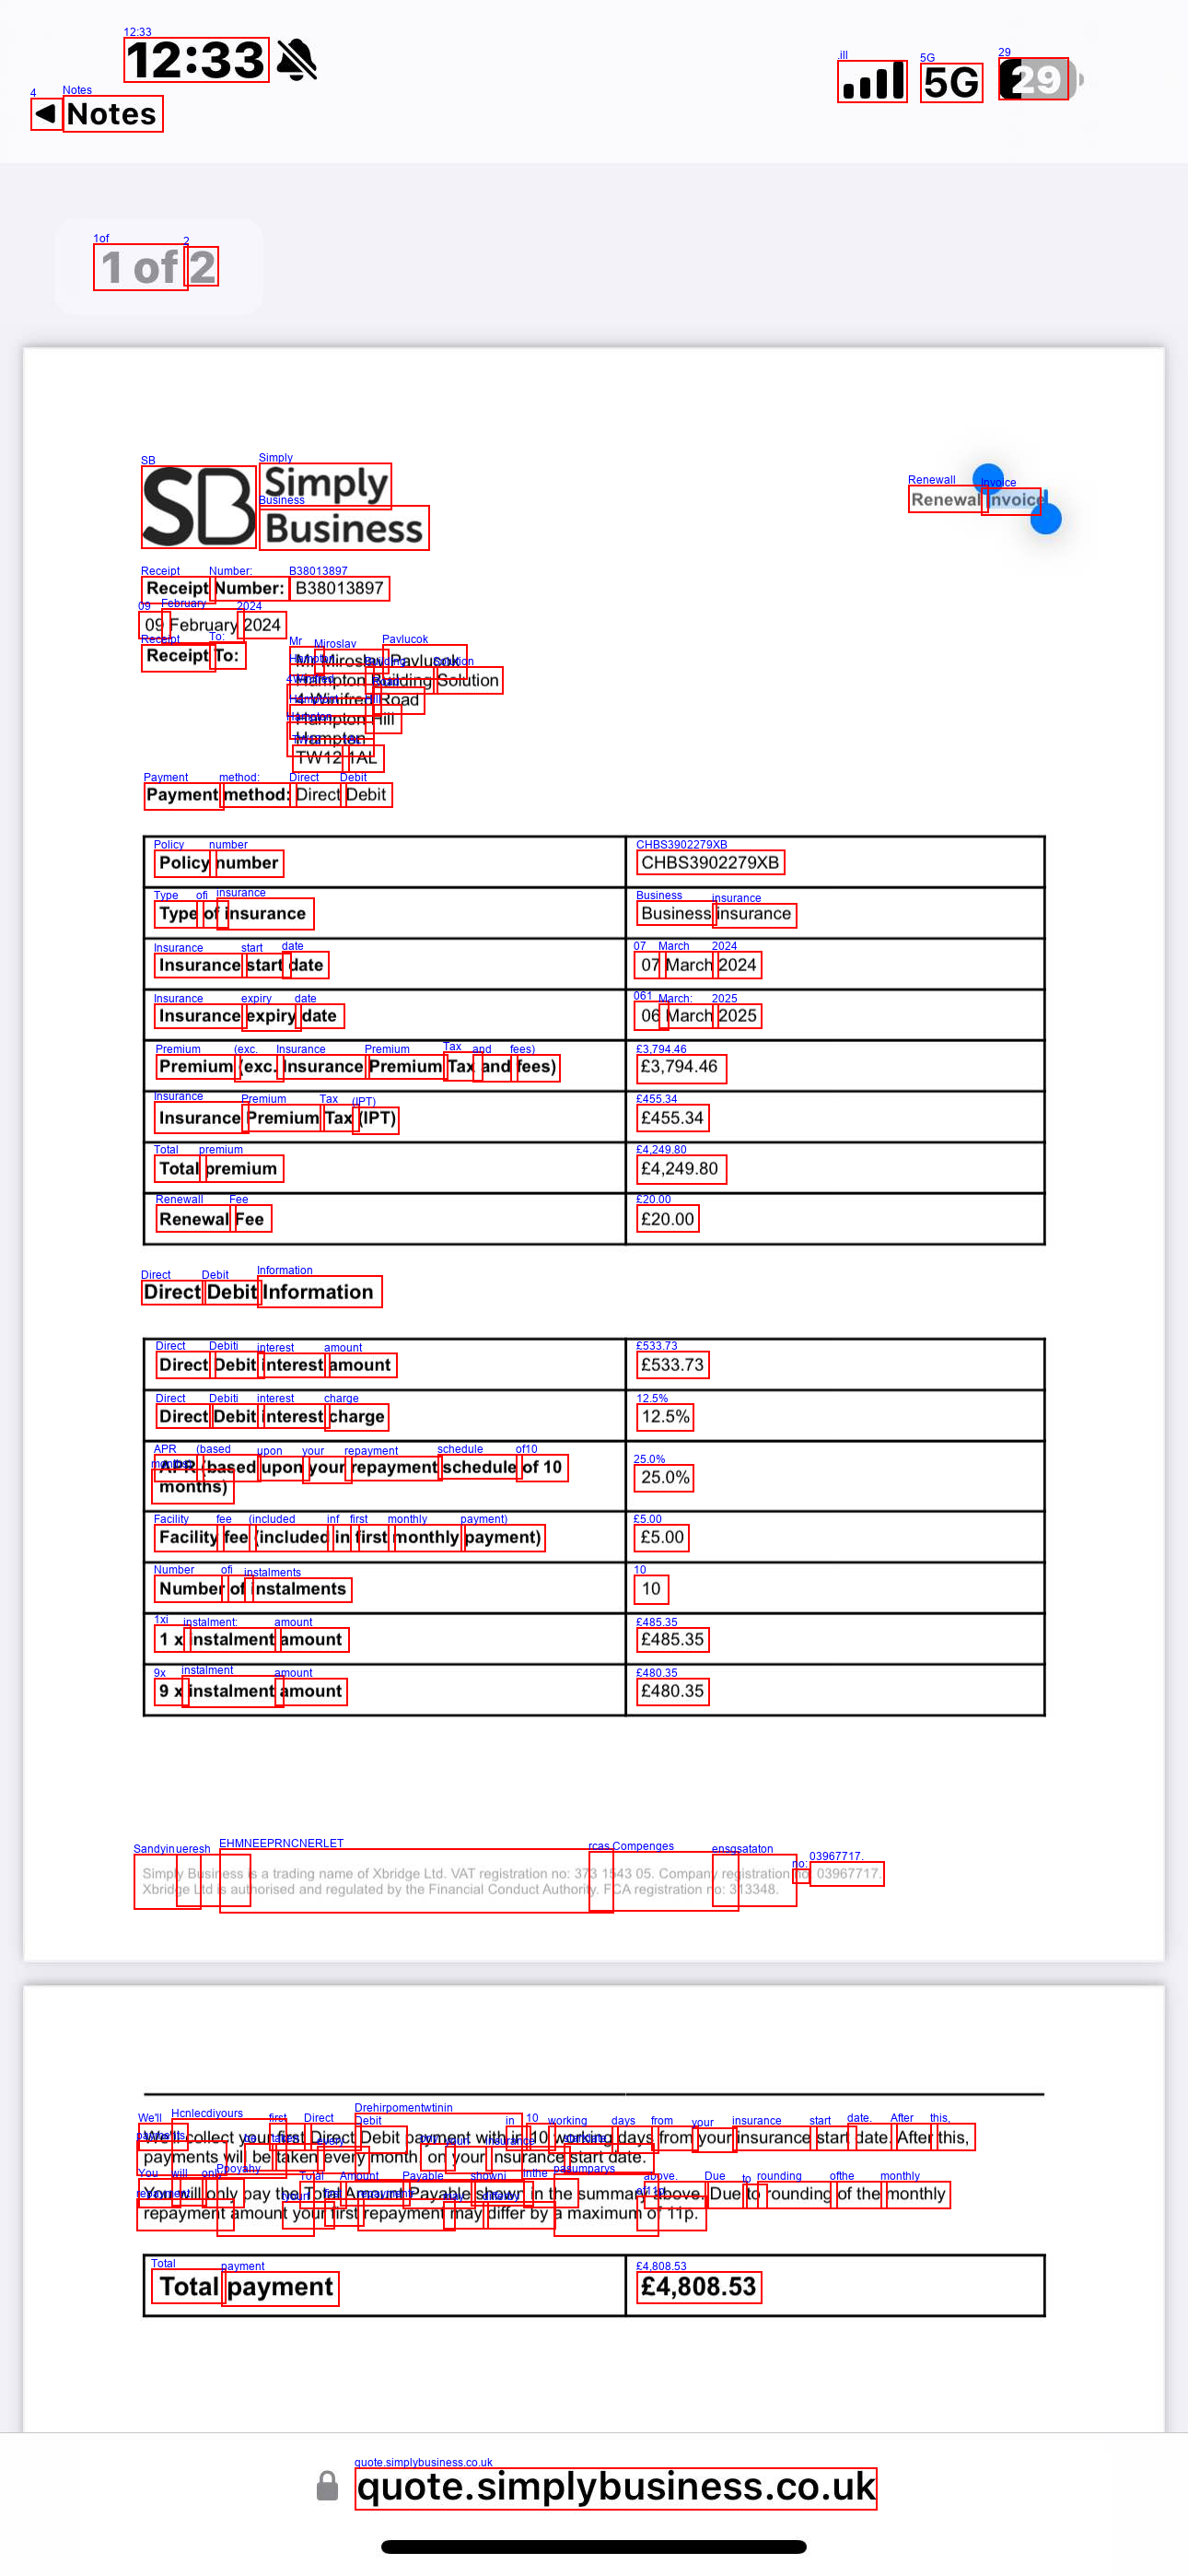 12:33
5G
29
Notes
1 of 2
Simply
SB
Business
Renewal Invoice
Receipt Number: B38013897
09 February 2024
Receipt To: Mr Miroslav Pavlucok
Hampton Building Solution
4 Winifred Road
Hampton Hill
Hampton
TW12 1AL
Payment method: Direct Debit
Policy number CHBS3902279XB
Type of insurance Business insurance
Insurance start date 07 March 2024
Insurance expiry date 06 March 2025
Premium (exc. Insurance Premium Tax and fees) £3,794.46
Insurance Premium Tax (IPT) £455.34
Total premium £4,249.80
Renewal Fee £20.00
Direct Debit Information
Direct Debit interest amount £533.73
Direct Debit interest charge 12.5%
APR (based upon your repayment schedule of 10
months) 25.0%
Facility fee (included in first monthly payment) £5.00
Number of instalments 10
1 x instalment amount £485.35
9 x instalment amount £480.35
Simply Business is a trading name of Xbridge Ltd. VAT registration no: 373 1543 05. Company registration no: 03967717.
Xbridge Ltd is authorised and regulated by the Financial Conduct Authority. FCA registration no: 313348.
We'll collect your first Direct Debit payment with in 10 working days from your insurance start date. After this,
payments will be taken every month on your insurance start date.
You will only pay the Total Amount Payable shown in the summary above. Due to rounding of the monthly
repayment amount your first repayment may differ by a maximum of 11p.
Total payment £4,808.53
quote.simplybusiness.co.uk